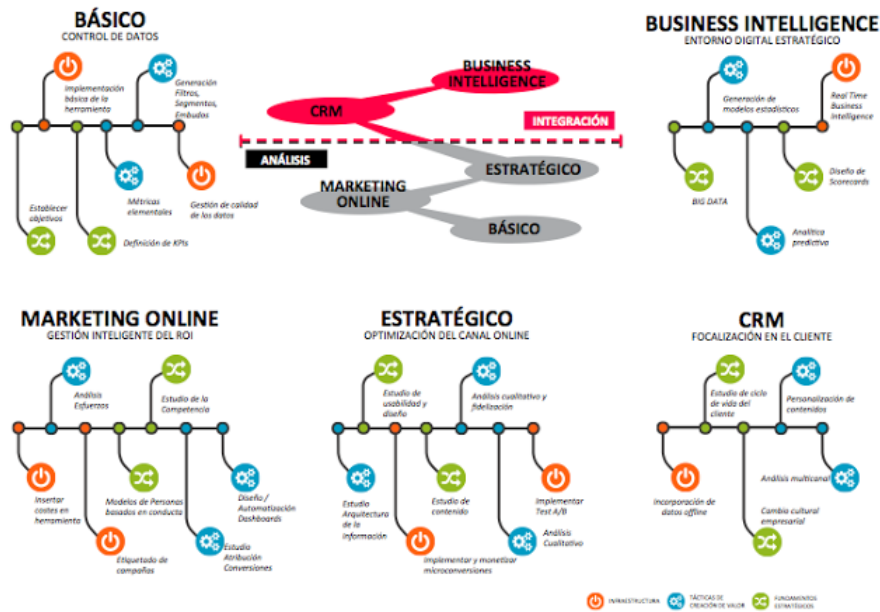 BÁSICO
CONTROL DE DATOS
Implementación
básica de la
herramienta
Generación
Filtros,
Segmentos,
Embudos
Establecer
objetivos
Definición de KPIs
Métricas
elementales
Gestión de calidad
de los datos
BUSINESS
INTELLIGENCE
CRM
INTEGRACIÓN
ANÁLISIS
ESTRATÉGICO
MARKETING
ONLINE
BÁSICO
BUSINESS INTELLIGENCE
ENTORNO DIGITAL ESTRATÉGICO
Generación de
modelos estadísticos
Real Time
Business
Intelligence
BIG DATA
Diseño de
Scorecards
Analítica
predictiva
MARKETING ONLINE
GESTIÓN INTELIGENTE DEL ROI
Análisis
Esfuerzos
Estudio de la
Competencia
Insertar
costes en
herramienta
Modelos de Personas
basados en conducta
Diseño /
Automatización
Dashboards
Etiquetado de
campañas
Estudio
Atribución
Conversiones
ESTRATÉGICO
OPTIMIZACIÓN DEL CANAL ONLINE
Estudio de
usabilidad y
diseño
Análisis cualitativo y
fidelización
Estudio
Arquitectura
de la
Información
Estudio de
contenido
Implementar
Test A/B
Implementar y monetizar
microconversiones
Análisis
Cualitativo
CRM
FOCALIZACIÓN EN EL CLIENTE
Estudio de ciclo
de vida del
cliente
Personalización de
contenidos
Incorporación de
datos offline
Análisis multicanal
Cambio cultural
empresarial
INFRAESTRUCTURA
TÁCTICAS DE
CREACIÓN DE VALOR
FUNDAMENTOS
ESTRATÉGICOS